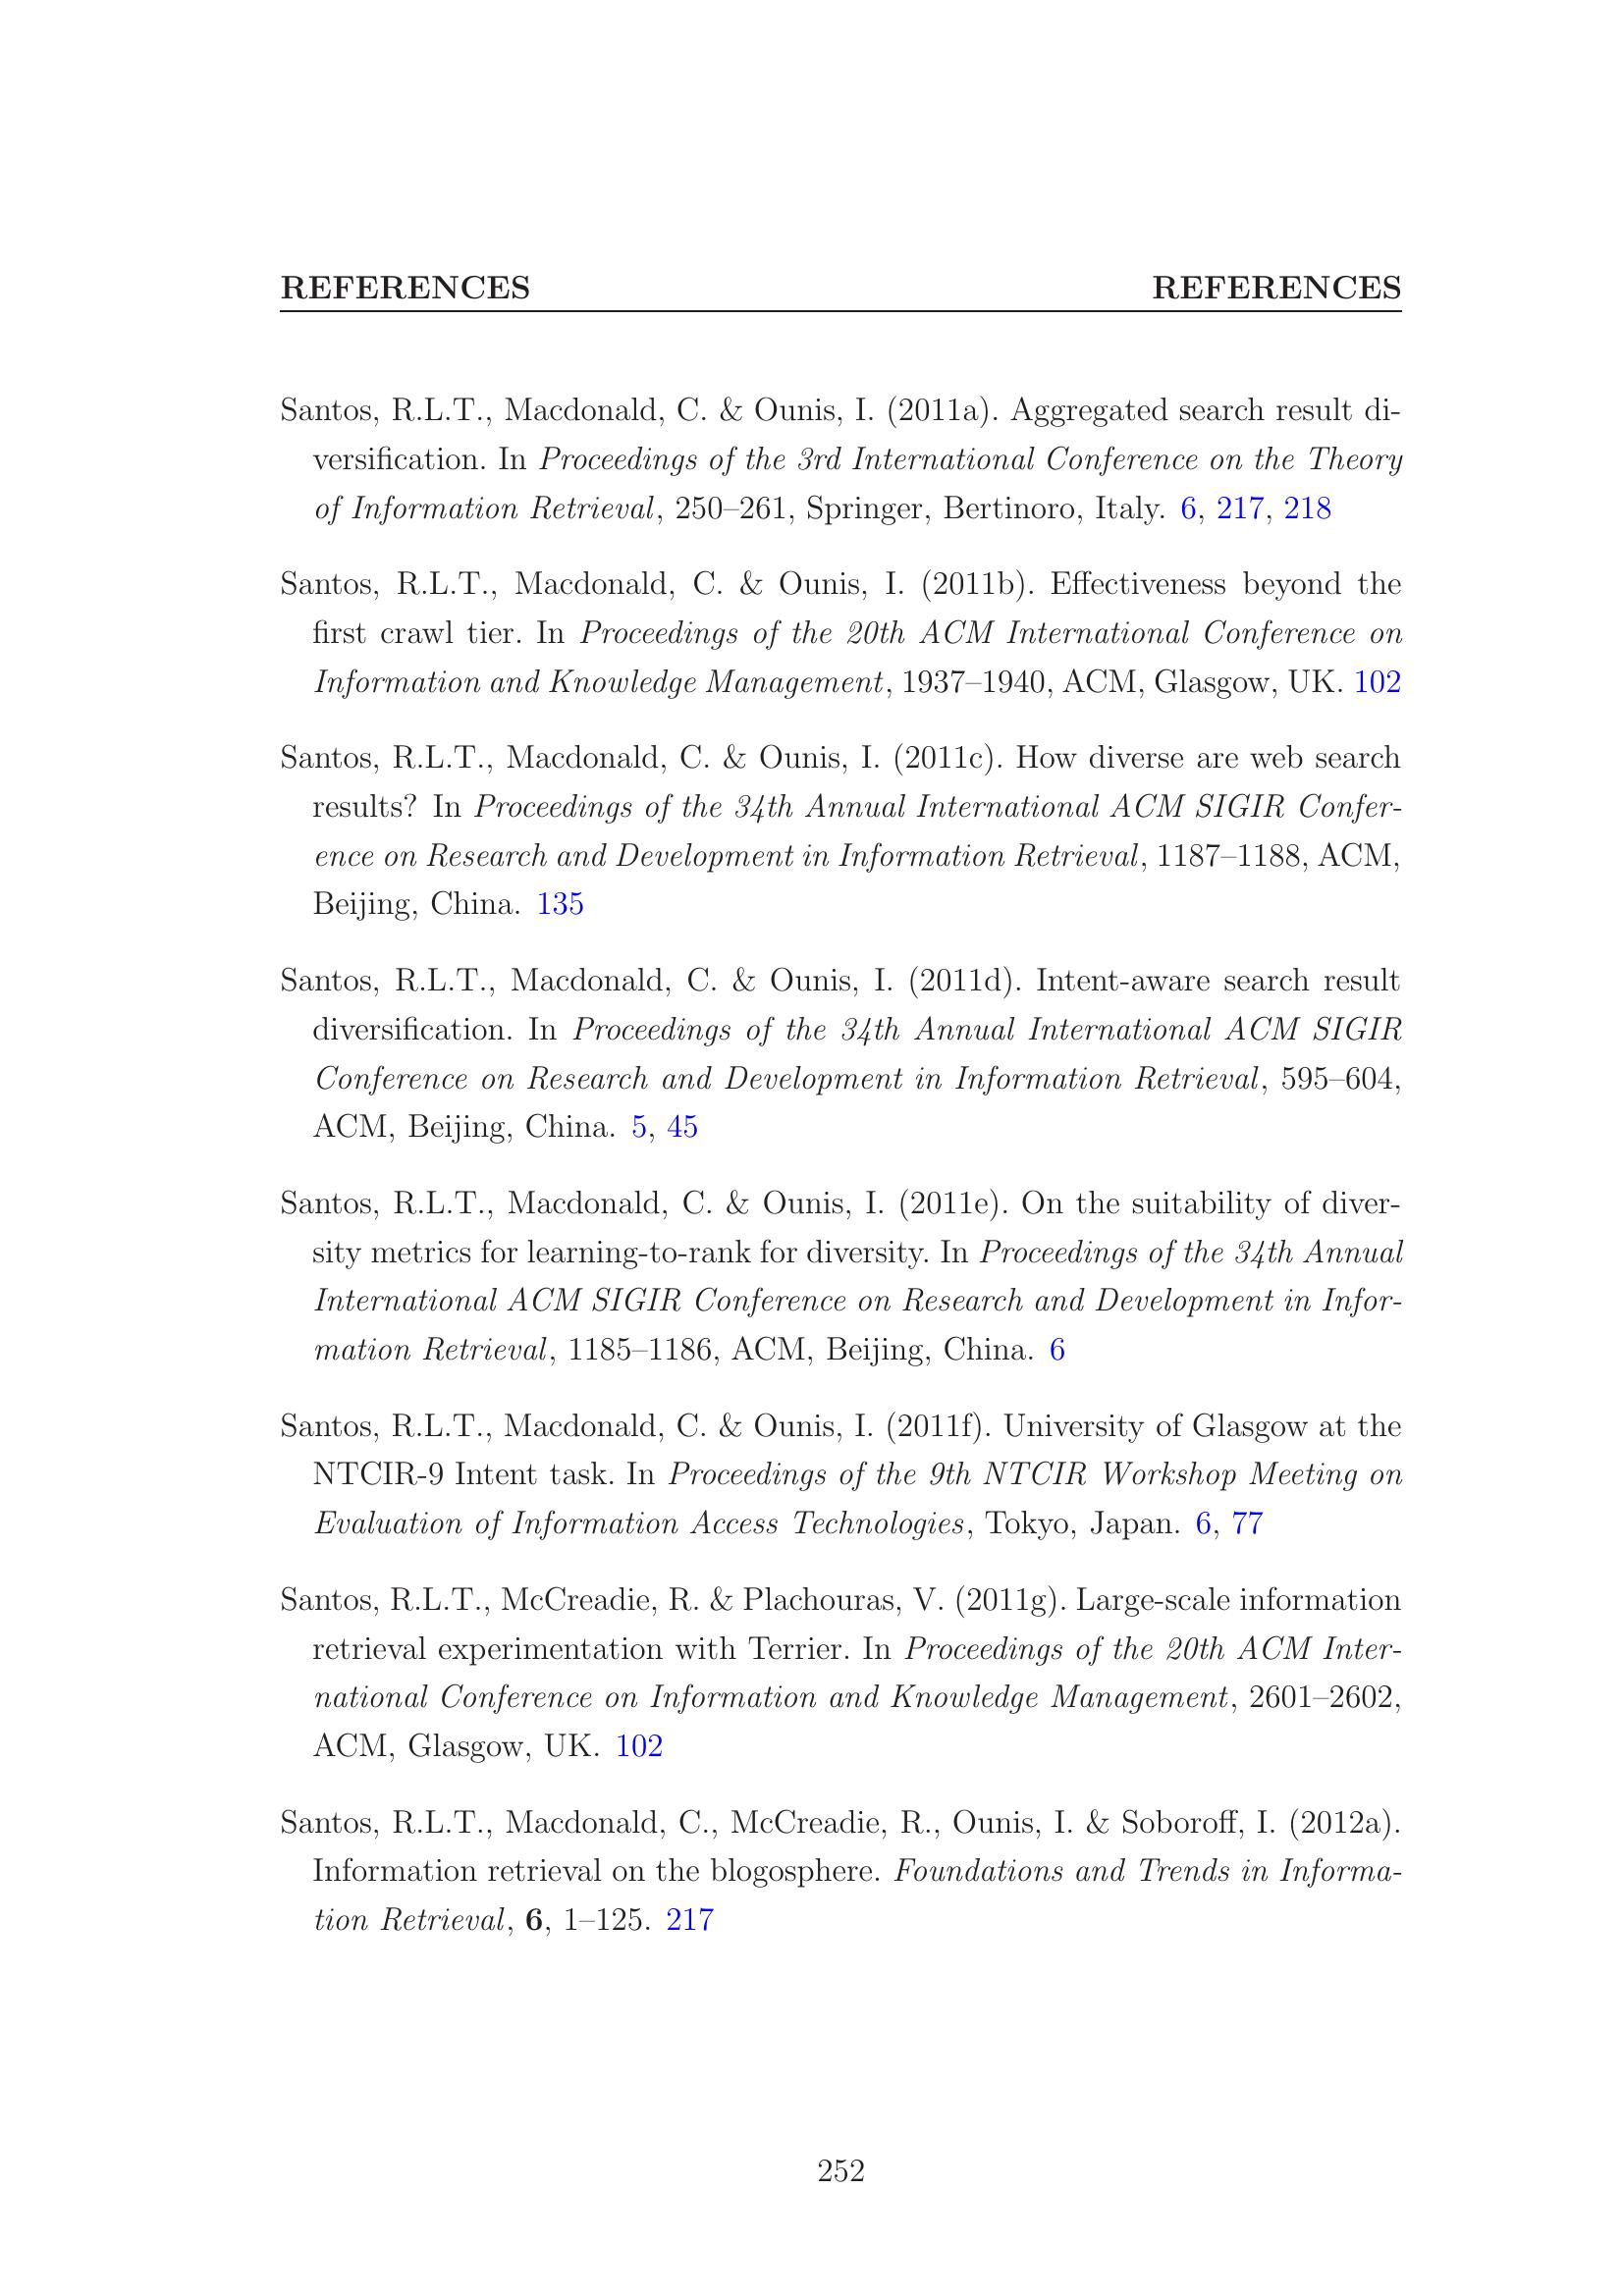 REFERENCES REFERENCES
Santos, R.L.T., Macdonald, C. & Ounis, I. (2011a). Aggregated search result di-
versification. In Proceedings of the 3rd International Conference on the Theory
of Information Retrieval, 250–261, Springer, Bertinoro, Italy. 6, 217, 218
Santos, R.L.T., Macdonald, C. & Ounis, I. (2011b). Effectiveness beyond the
first crawl tier. In Proceedings of the 20th ACM International Conference on
Information and Knowledge Management, 1937–1940, ACM, Glasgow, UK. 102
Santos, R.L.T., Macdonald, C. & Ounis, I. (2011c). How diverse are web search
results? In Proceedings of the 34th Annual International ACM SIGIR Confer-
ence on Research and Development in Information Retrieval, 1187–1188, ACM,
Beijing, China. 135
Santos, R.L.T., Macdonald, C. & Ounis, I. (2011d). Intent-aware search result
diversification. In Proceedings of the 34th Annual International ACM SIGIR
Conference on Research and Development in Information Retrieval, 595–604,
ACM, Beijing, China. 5, 45
Santos, R.L.T., Macdonald, C. & Ounis, I. (2011e). On the suitability of diver-
sity metrics for learning-to-rank for diversity. In Proceedings of the 34th Annual
International ACM SIGIR Conference on Research and Development in Infor-
mation Retrieval, 1185–1186, ACM, Beijing, China. 6
Santos, R.L.T., Macdonald, C. & Ounis, I. (2011f). University of Glasgow at the
NTCIR-9 Intent task. In Proceedings of the 9th NTCIR Workshop Meeting on
Evaluation of Information Access Technologies, Tokyo, Japan. 6, 77
Santos, R.L.T., McCreadie, R. & Plachouras, V. (2011g). Large-scale information
retrieval experimentation with Terrier. In Proceedings of the 20th ACM Inter-
national Conference on Information and Knowledge Management, 2601–2602,
ACM, Glasgow, UK. 102
Santos, R.L.T., Macdonald, C., McCreadie, R., Ounis, I. & Soboroff, I. (2012a).
Information retrieval on the blogosphere. Foundations and Trends in Informa-
tion Retrieval, 6, 1–125. 217
252